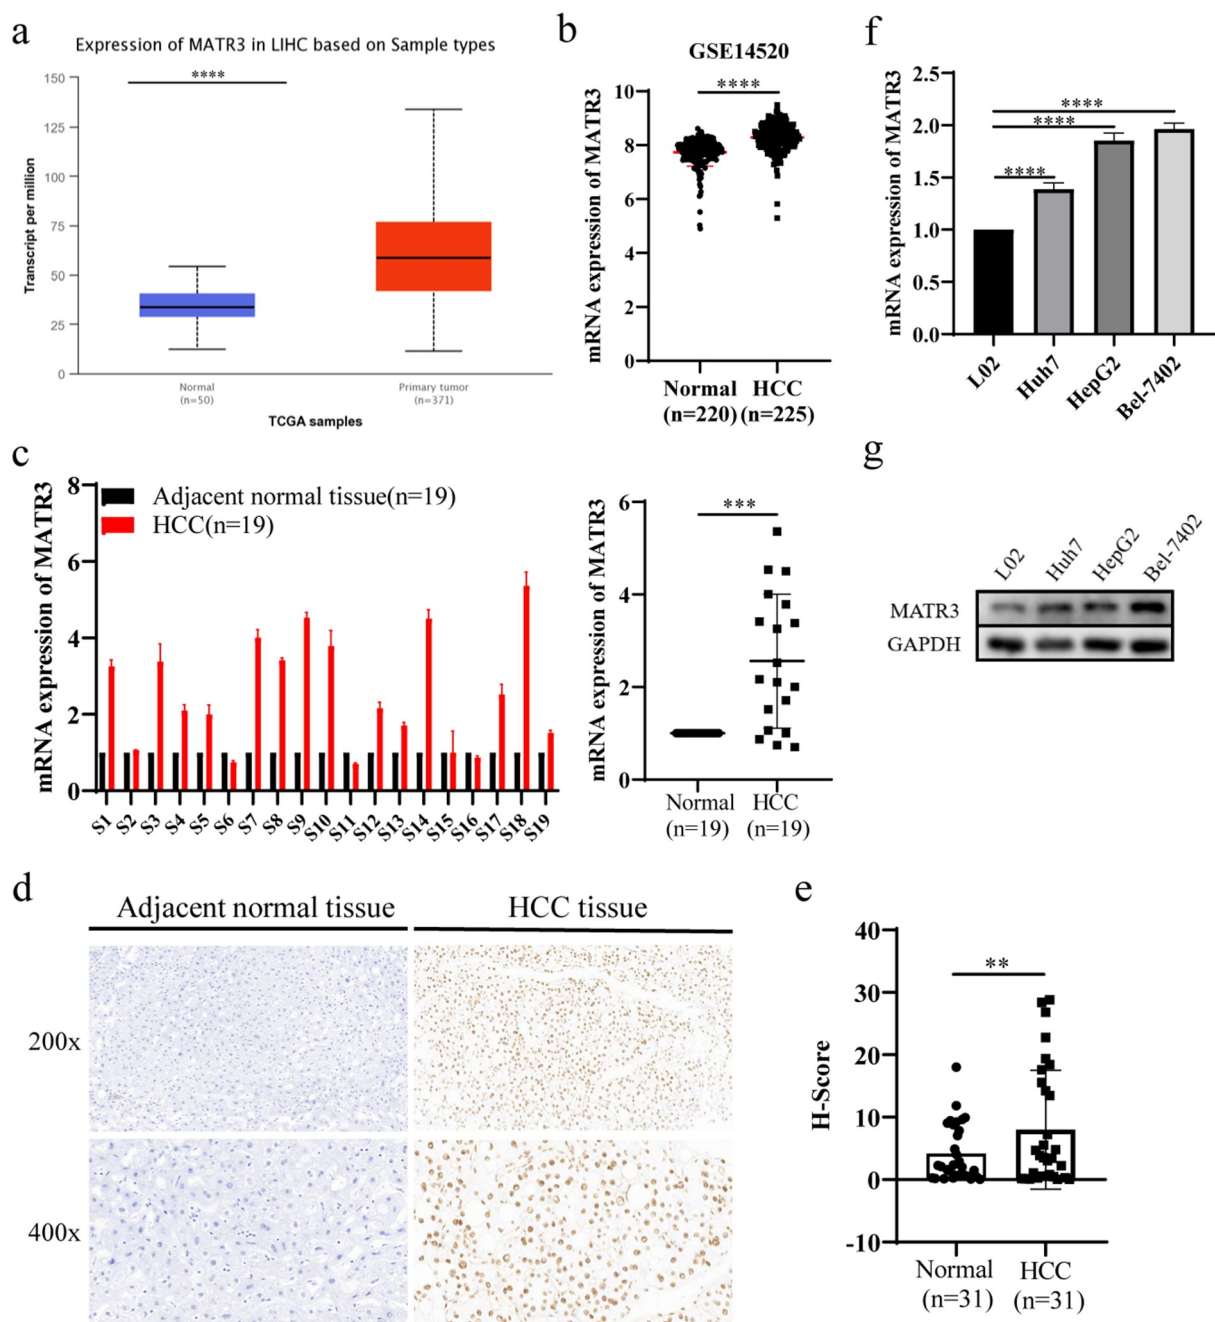 a
Expression of MATR3 in LIHC based on Sample types
****
Transcript per million
150
125
100
75
50
25
0
Normal
(n=50)
Primary tumor
(n=371)
TCGA samples
b
GSE14520
****
mRNA expression of MATR3
10
8
6
4
2
0
Normal
(n=220)
HCC
(n=225)
f
mRNA expression of MATR3
2.5
2.0
1.5
1.0
0.5
0.0
****
****
****
L02
Huh7
HepG2
Bel-7402
c
mRNA expression of MATR3
8
6
4
2
0
Adjacent normal tissue(n=19)
HCC(n=19)
S1
S2
S3
S4
S5
S6
S7
S8
S9
S10
S11
S12
S13
S14
S15
S16
S17
S18
S19
mRNA expression of MATR3
6
4
2
0
***
Normal
(n=19)
HCC
(n=19)
g
L02
Huh7
HepG2
Bel-7402
MATR3
GAPDH
d
Adjacent normal tissue
HCC tissue
200x
400x
e
H-Score
40
30
20
10
0
-10
**
Normal
(n=31)
HCC
(n=31)